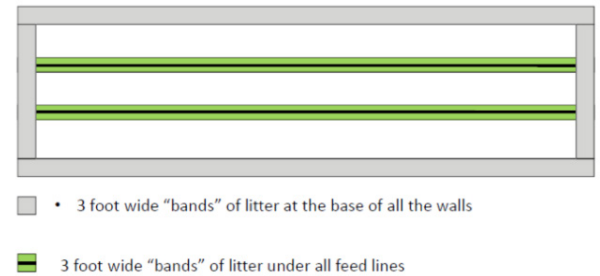 • 3 foot wide “bands” of litter at the base of all the walls
3 foot wide “bands” of litter under all feed lines